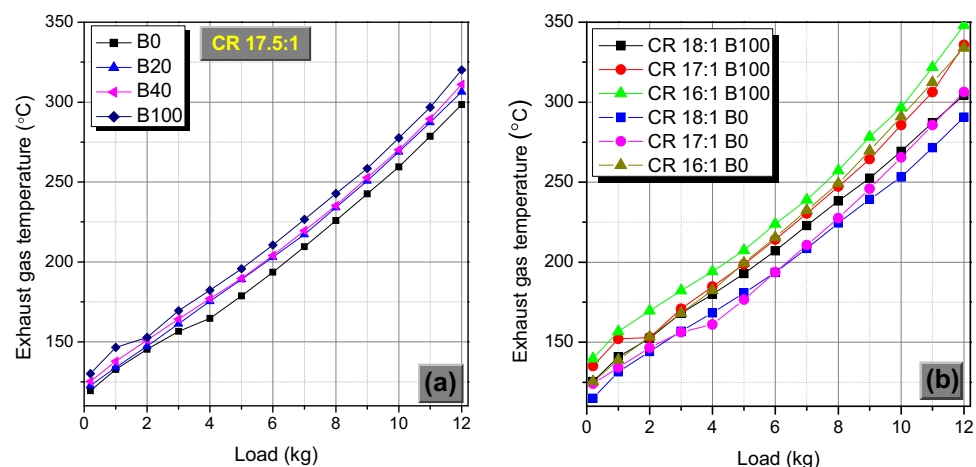 350
300
250
200
150
Exhaust gas temperature (°C)
B0
B20
B40
B100
CR 17.5:1
(a)
0 2 4 6 8 10 12
Load (kg)
350
300
250
200
150
Exhaust gas temperature (°C)
CR 18:1 B100
CR 17:1 B100
CR 16:1 B100
CR 18:1 B0
CR 17:1 B0
CR 16:1 B0
(b)
0 2 4 6 8 10 12
Load (kg)